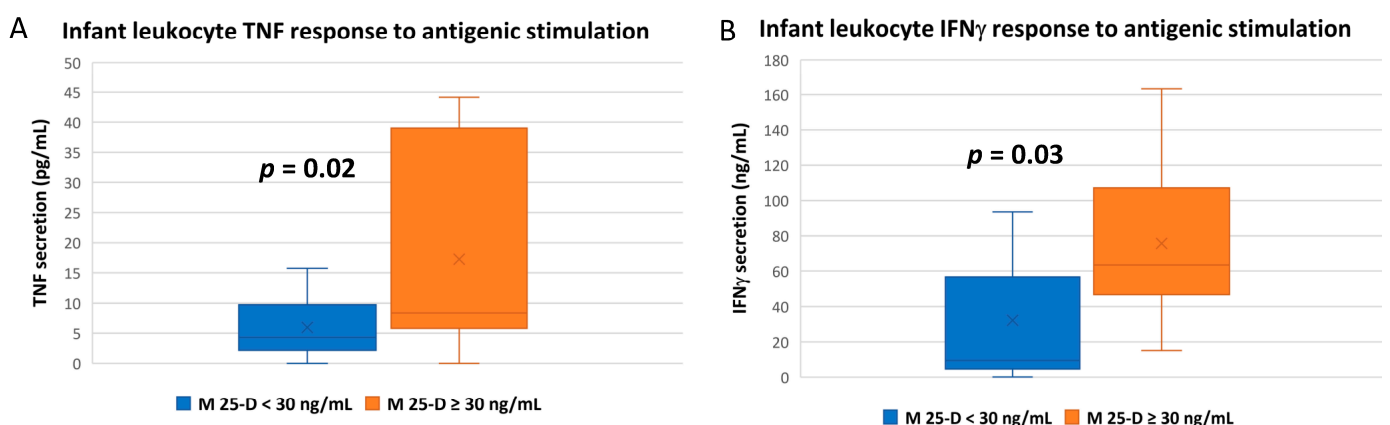 A
Infant leukocyte TNF response to antigenic stimulation
TNF secretion (pg/mL)
50
45
40
35
30
25
20
15
10
5
0
p = 0.02
M 25-D < 30 ng/mL
M 25-D ≥ 30 ng/mL
B
Infant leukocyte IFNγ response to antigenic stimulation
IFNγ secretion (ng/mL)
180
160
140
120
100
80
60
40
20
0
p = 0.03
M 25-D < 30 ng/mL
M 25-D ≥ 30 ng/mL